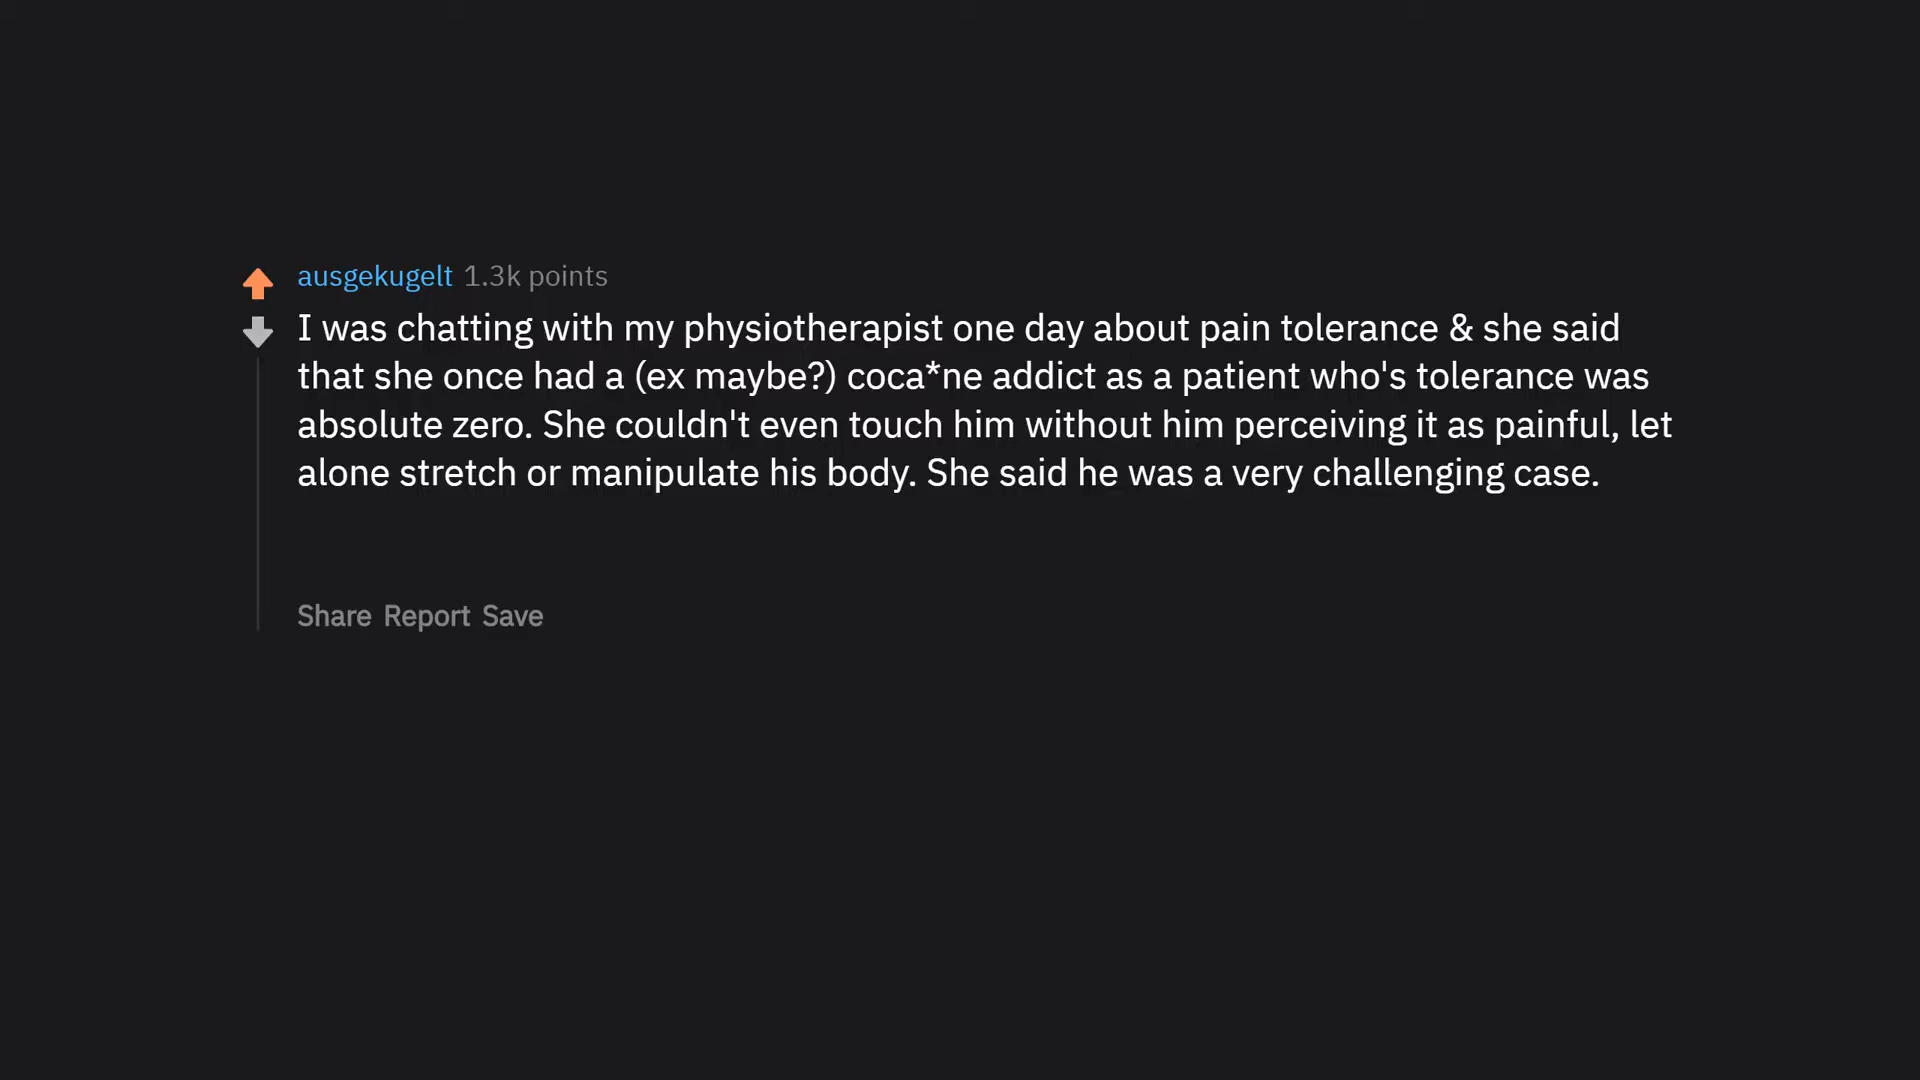 ausgekugelt 1.3k points
I was chatting with my physiotherapist one day about pain tolerance & she said
that she once had a (ex maybe?) coca*ne addict as a patient who's tolerance was
absolute zero. She couldn't even touch him without him perceiving it as painful, let
alone stretch or manipulate his body. She said he was a very challenging case.
Share Report Save